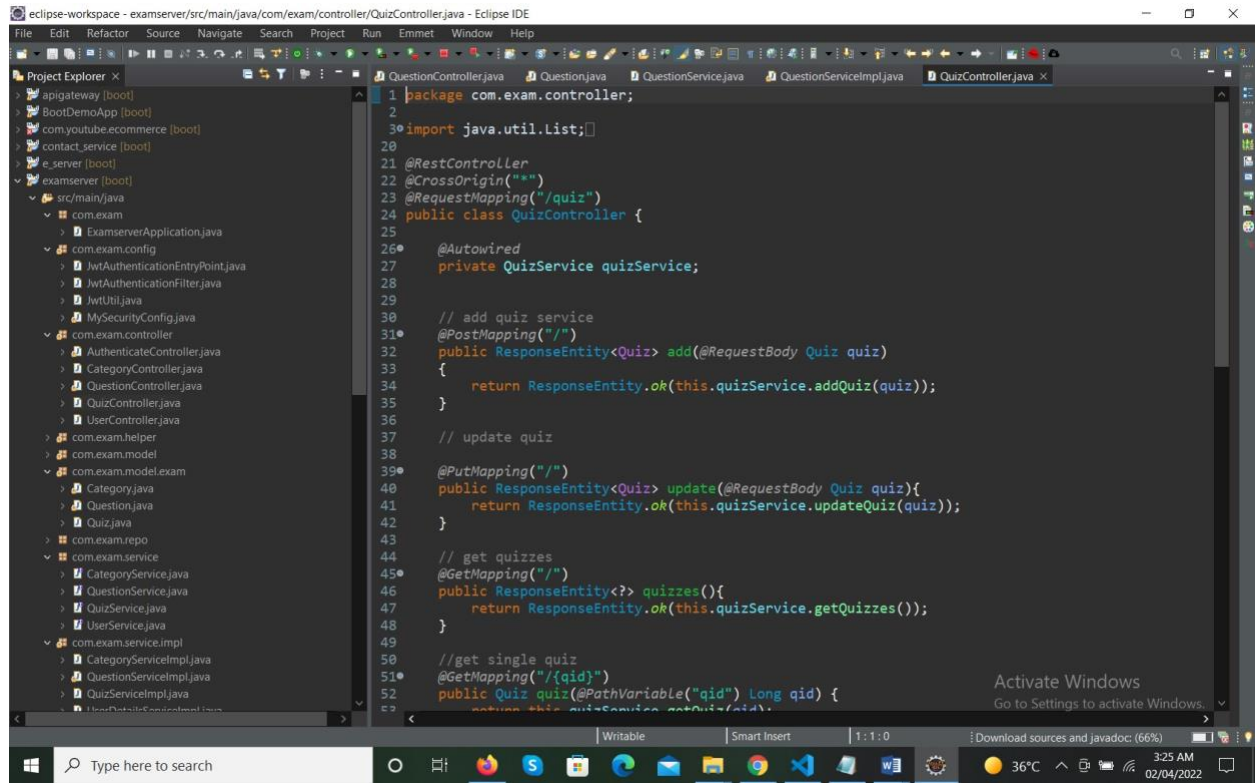 eclipse-workspace - examserver/src/main/java/com/exam/controller/QuizController.java - Eclipse IDE
File Edit Refactor Source Navigate Search Project Run Emmet Window Help
Project Explorer
QuestionController.java Question.java QuestionService.java QuestionServiceImpl.java QuizController.java
apigateway [boot]
BootDemoApp [boot]
com.youtube.ecommerce [boot]
contact_service [boot]
e_server [boot]
examserver [boot]
src/main/java
com.exam
ExamserverApplication.java
com.exam.config
JwtAuthenticationEntryPoint.java
JwtAuthenticationFilter.java
JwtUtil.java
MySecurityConfig.java
com.exam.controller
AuthenticateController.java
CategoryController.java
QuestionController.java
QuizController.java
UserController.java
com.exam.helper
com.exam.model
com.exam.model.exam
Category.java
Question.java
Quiz.java
com.exam.repo
com.exam.service
CategoryService.java
QuestionService.java
QuizService.java
UserService.java
com.exam.service.impl
CategoryServiceImpl.java
QuestionServiceImpl.java
QuizServiceImpl.java
UserDetailsServiceImpl.java
1 package com.exam.controller;
2
3 import java.util.List;
20
21 @RestController
22 @CrossOrigin("*")
23 @RequestMapping("/quiz")
24 public class QuizController {
25
26 @Autowired
27 private QuizService quizService;
28
29
30 // add quiz service
31 @PostMapping("/")
32 public ResponseEntity<Quiz> add(@RequestBody Quiz quiz)
33 {
34 return ResponseEntity.ok(this.quizService.addQuiz(quiz));
35 }
36
37 // update quiz
38
39 @PutMapping("/")
40 public ResponseEntity<Quiz> update(@RequestBody Quiz quiz){
41 return ResponseEntity.ok(this.quizService.updateQuiz(quiz));
42 }
43
44 // get quizzes
45 @GetMapping("/")
46 public ResponseEntity<?> quizzes(){
47 return ResponseEntity.ok(this.quizService.getQuizzes());
48 }
49
50 //get single quiz
51 @GetMapping("/{qid}")
52 public Quiz quiz(@PathVariable("qid") Long qid) {
53 return this.quizService.getQuiz(qid);
Activate Windows
Go to Settings to activate Windows.
Writable Smart Insert 1 : 1 : 0 Download sources and javadoc: (66%)
Type here to search 36°C 3:25 AM
02/04/2022